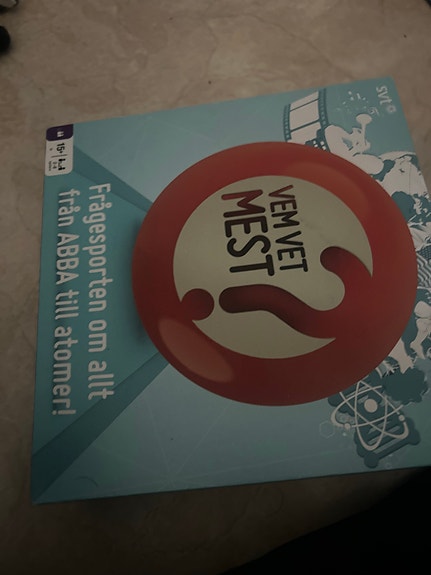 svt
VEM VET
MEST
?
Frågesporten om allt
från ABBA till atomer!
15+